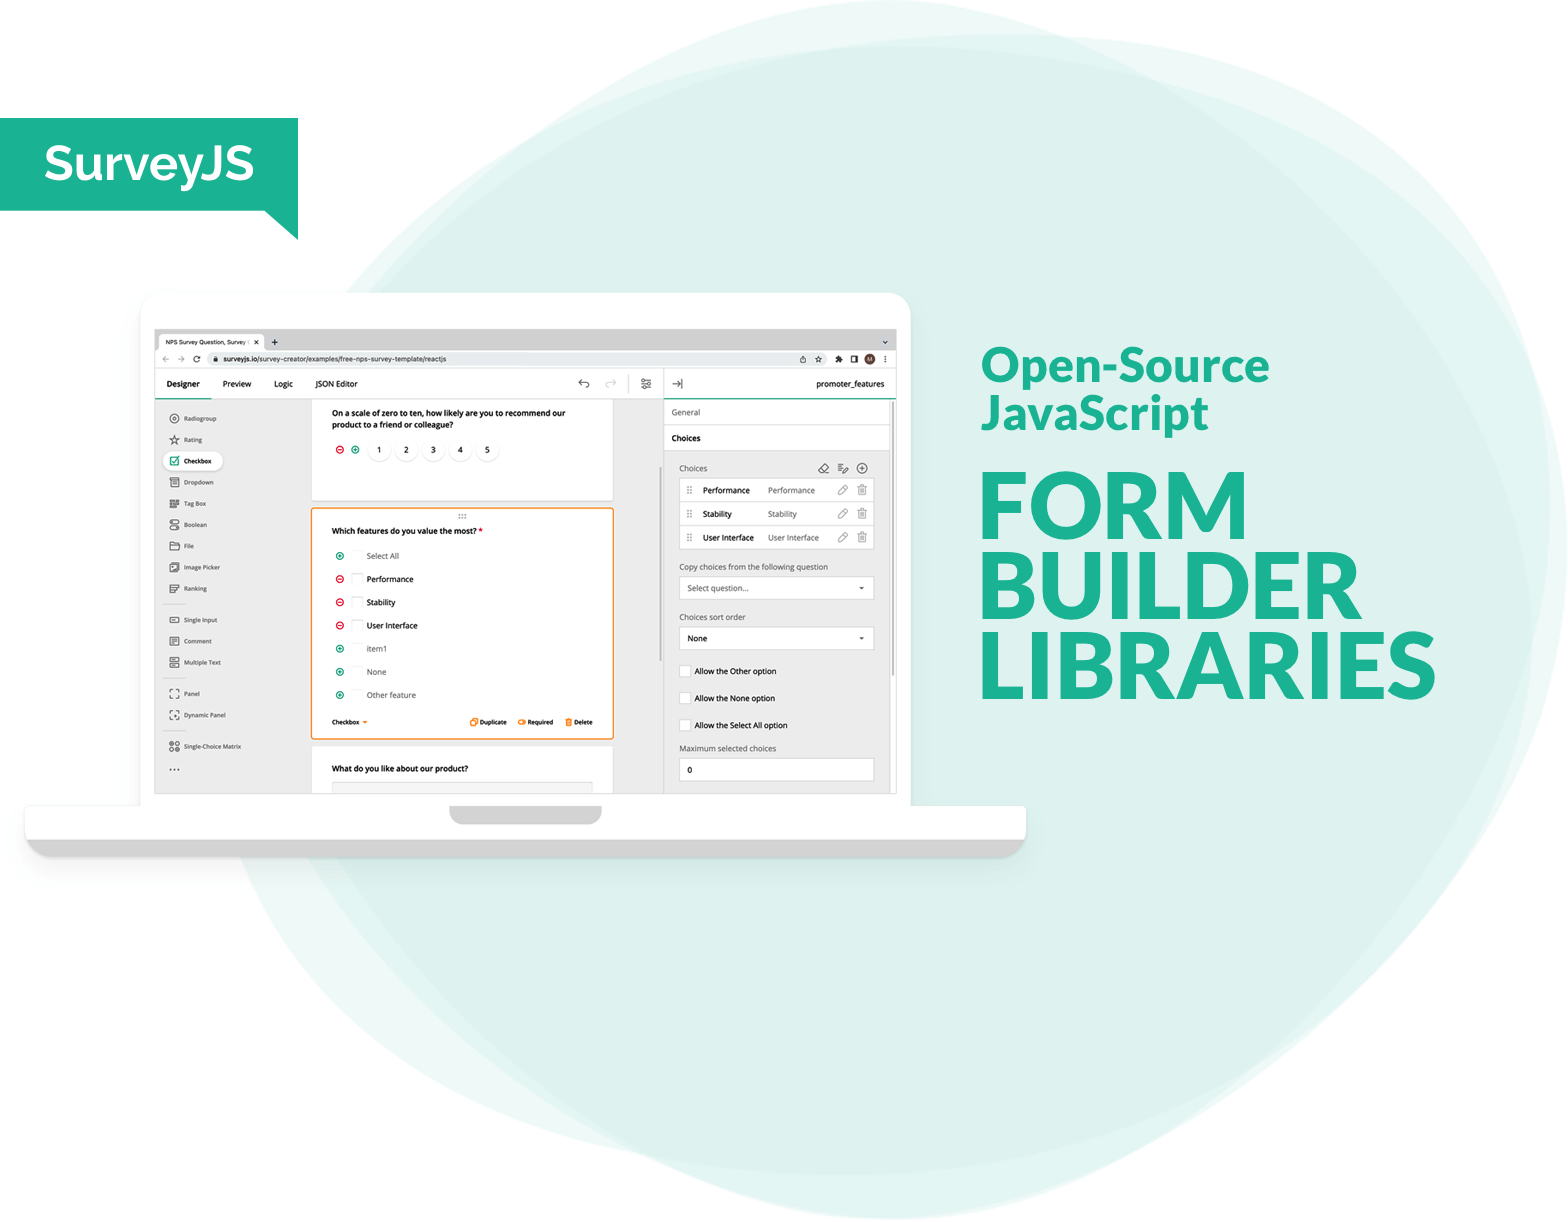 SurveyJS
NPS Survey Question, Survey
surveyjs.io/survey-creator/examples/free-nps-survey-template/reactjs
M
Designer
Preview
Logic
JSON Editor
promoter_features
Radiogroup
Rating
Checkbox
Dropdown
Tag Box
Boolean
File
Image Picker
Ranking
Single Input
Comment
Multiple Text
Panel
Dynamic Panel
Single-Choice Matrix
On a scale of zero to ten, how likely are you to recommend our
product to a friend or colleague?
1 2 3 4 5
Which features do you value the most? *
Select All
Performance
Stability
User Interface
item1
None
Other feature
Checkbox
Duplicate
Required
Delete
What do you like about our product?
General
Choices
Choices
Performance Performance
Stability Stability
User Interface User Interface
Copy choices from the following question
Select question...
Choices sort order
None
Allow the Other option
Allow the None option
Allow the Select All option
Maximum selected choices
0
Open-Source
JavaScript
FORM
BUILDER
LIBRARIES